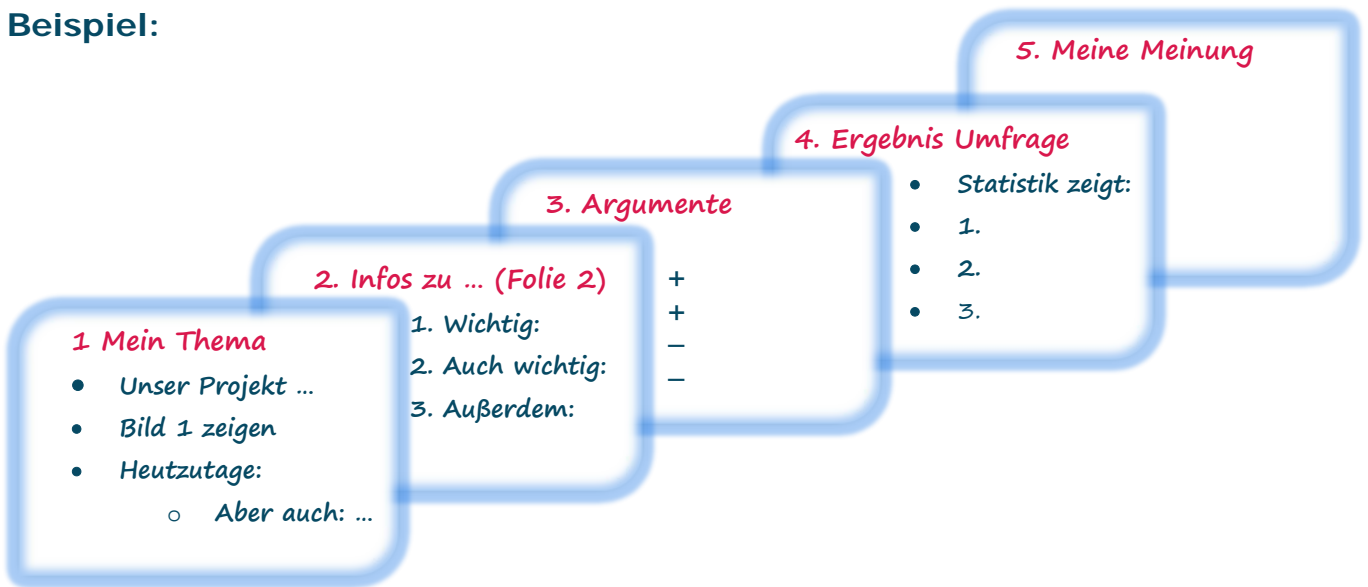 Beispiel:
1 Mein Thema
• Unser Projekt ...
• Bild 1 zeigen
• Heutzutage:
o Aber auch: ...
2. Infos zu ... (Folie 2)
1. Wichtig:
2. Auch wichtig:
3. Außerdem:
3. Argumente
+
+
–
–
4. Ergebnis Umfrage
• Statistik zeigt:
• 1.
• 2.
• 3.
5. Meine Meinung